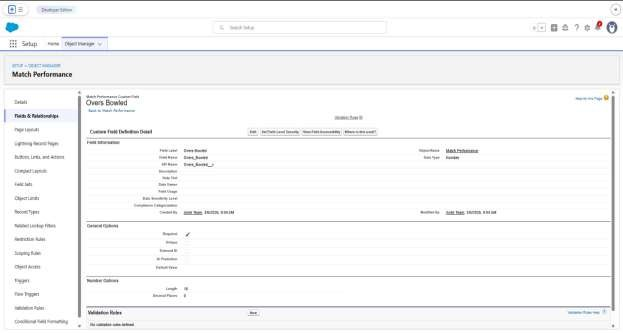 Developer Edition
Search Setup
Setup Home Object Manager
SETUP > OBJECT MANAGER
Match Performance
Details
Fields & Relationships
Page Layouts
Lightning Record Pages
Buttons, Links, and Actions
Compact Layouts
Field Sets
Object Limits
Record Types
Related Lookup Filters
Restriction Rules
Scoping Rules
Object Access
Triggers
Flow Triggers
Validation Rules
Conditional Field Formatting
Match Performance Custom Field
Overs Bowled
Back to Match Performance
Help for this Page
Validation Rules
Custom Field Definition Detail Edit Set Field-Level Security View Field Accessibility Where is this used?
Field Information
Field Label Overs Bowled Object Name Match Performance
Field Name Overs_Bowled Data Type Number
API Name Overs_Bowled__c
Description
Help Text
Data Owner
Field Usage
Data Sensitivity Level
Compliance Categorization
Created By Modified By
General Options
Required
Unique
External ID
AI Prediction
Default Value
Number Options
Length 18
Decimal Places 0
Validation Rules New Validation Rules Help
No validation rules defined.